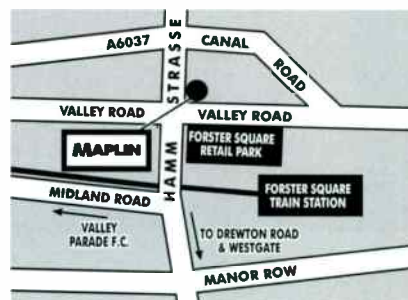 A6037
CANAL
ROAD
HAMM STRASSE
VALLEY ROAD
VALLEY ROAD
MAPLIN
FORSTER SQUARE
RETAIL PARK
MIDLAND ROAD
FORSTER SQUARE
TRAIN STATION
VALLEY
PARADE F.C.
TO DREWTON ROAD
& WESTGATE
MANOR ROW